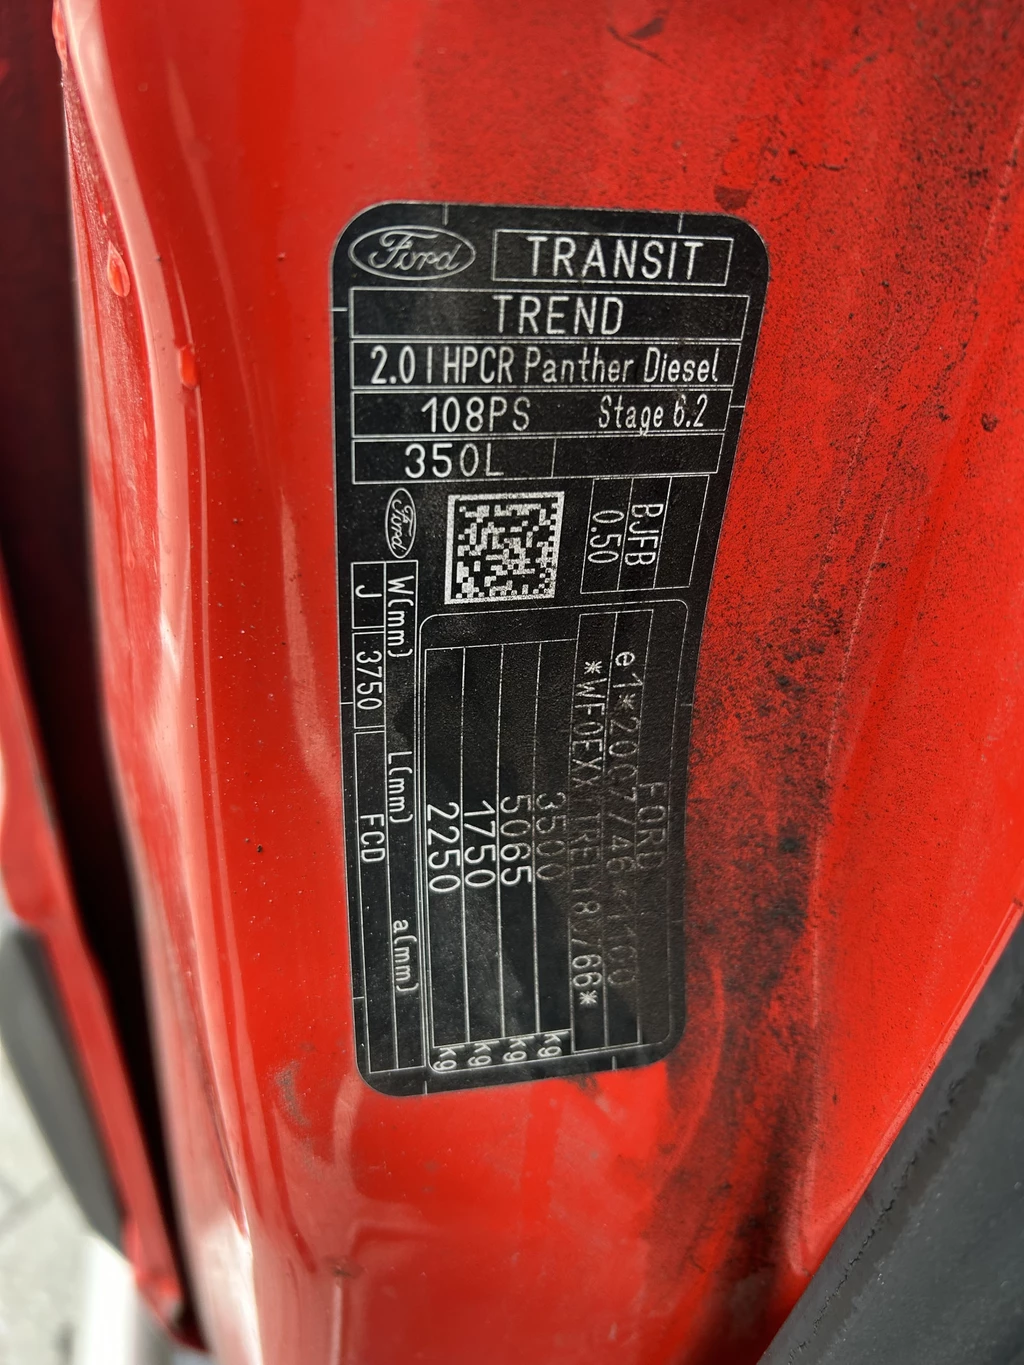 Ford
TRANSIT
TREND
2.0 l HPCR Panther Diesel
108PS Stage 6.2
350L
Ford
BJFB
0.50
FORD
3500 kg
5065 kg
1750 kg
2250 kg
W(mm) L(mm) a(mm)
J 3750 FCD